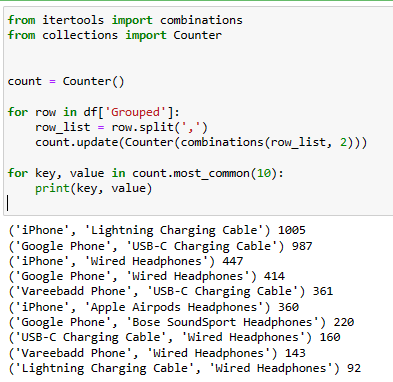 from itertools import combinations
from collections import Counter
count = Counter()
for row in df['Grouped']:
row_list = row.split(',')
count.update(Counter(combinations(row_list, 2)))
for key, value in count.most_common(10):
print(key, value)
('iPhone', 'Lightning Charging Cable') 1005
('Google Phone', 'USB-C Charging Cable') 987
('iPhone', 'Wired Headphones') 447
('Google Phone', 'Wired Headphones') 414
('Vareebadd Phone', 'USB-C Charging Cable') 361
('iPhone', 'Apple Airpods Headphones') 360
('Google Phone', 'Bose SoundSport Headphones') 220
('USB-C Charging Cable', 'Wired Headphones') 160
('Vareebadd Phone', 'Wired Headphones') 143
('Lightning Charging Cable', 'Wired Headphones') 92